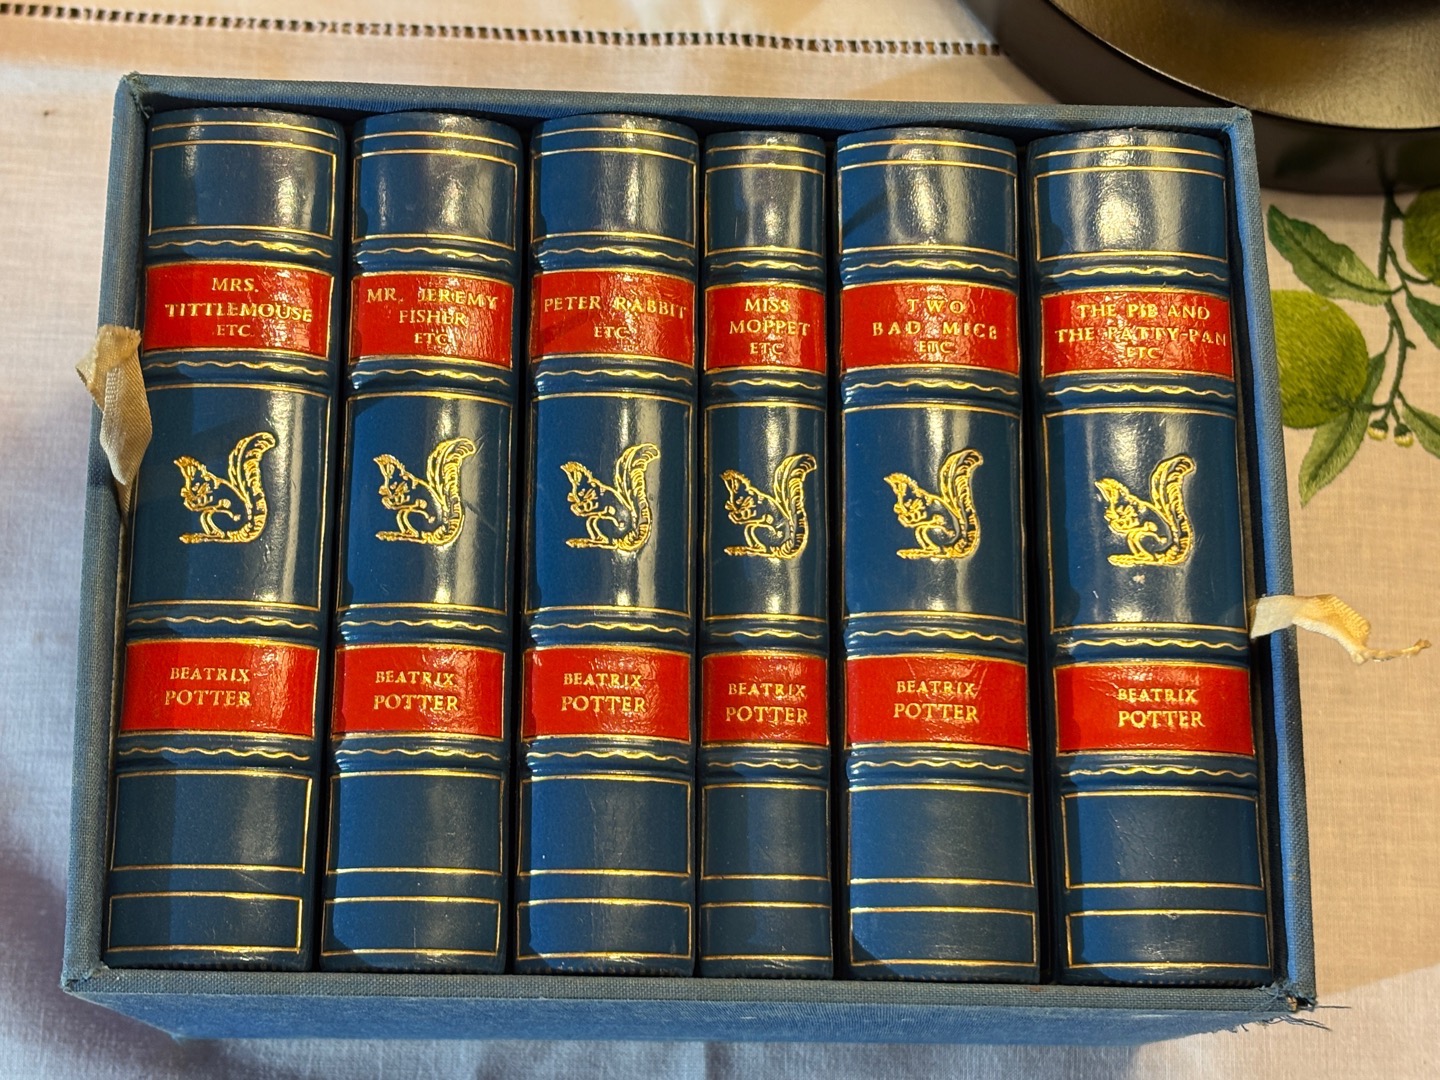 MRS.
TITTLEMOUSE
ETC
BEATRIX
POTTER
MR. JEREMY
FISHER
ETC
BEATRIX
POTTER
PETER RABBIT
ETC
BEATRIX
POTTER
MISS
MOPPET
ETC
BEATRIX
POTTER
TWO
BAD MICE
ETC
BEATRIX
POTTER
THE PIE AND
THE PATTY-PAN
ETC
BEATRIX
POTTER